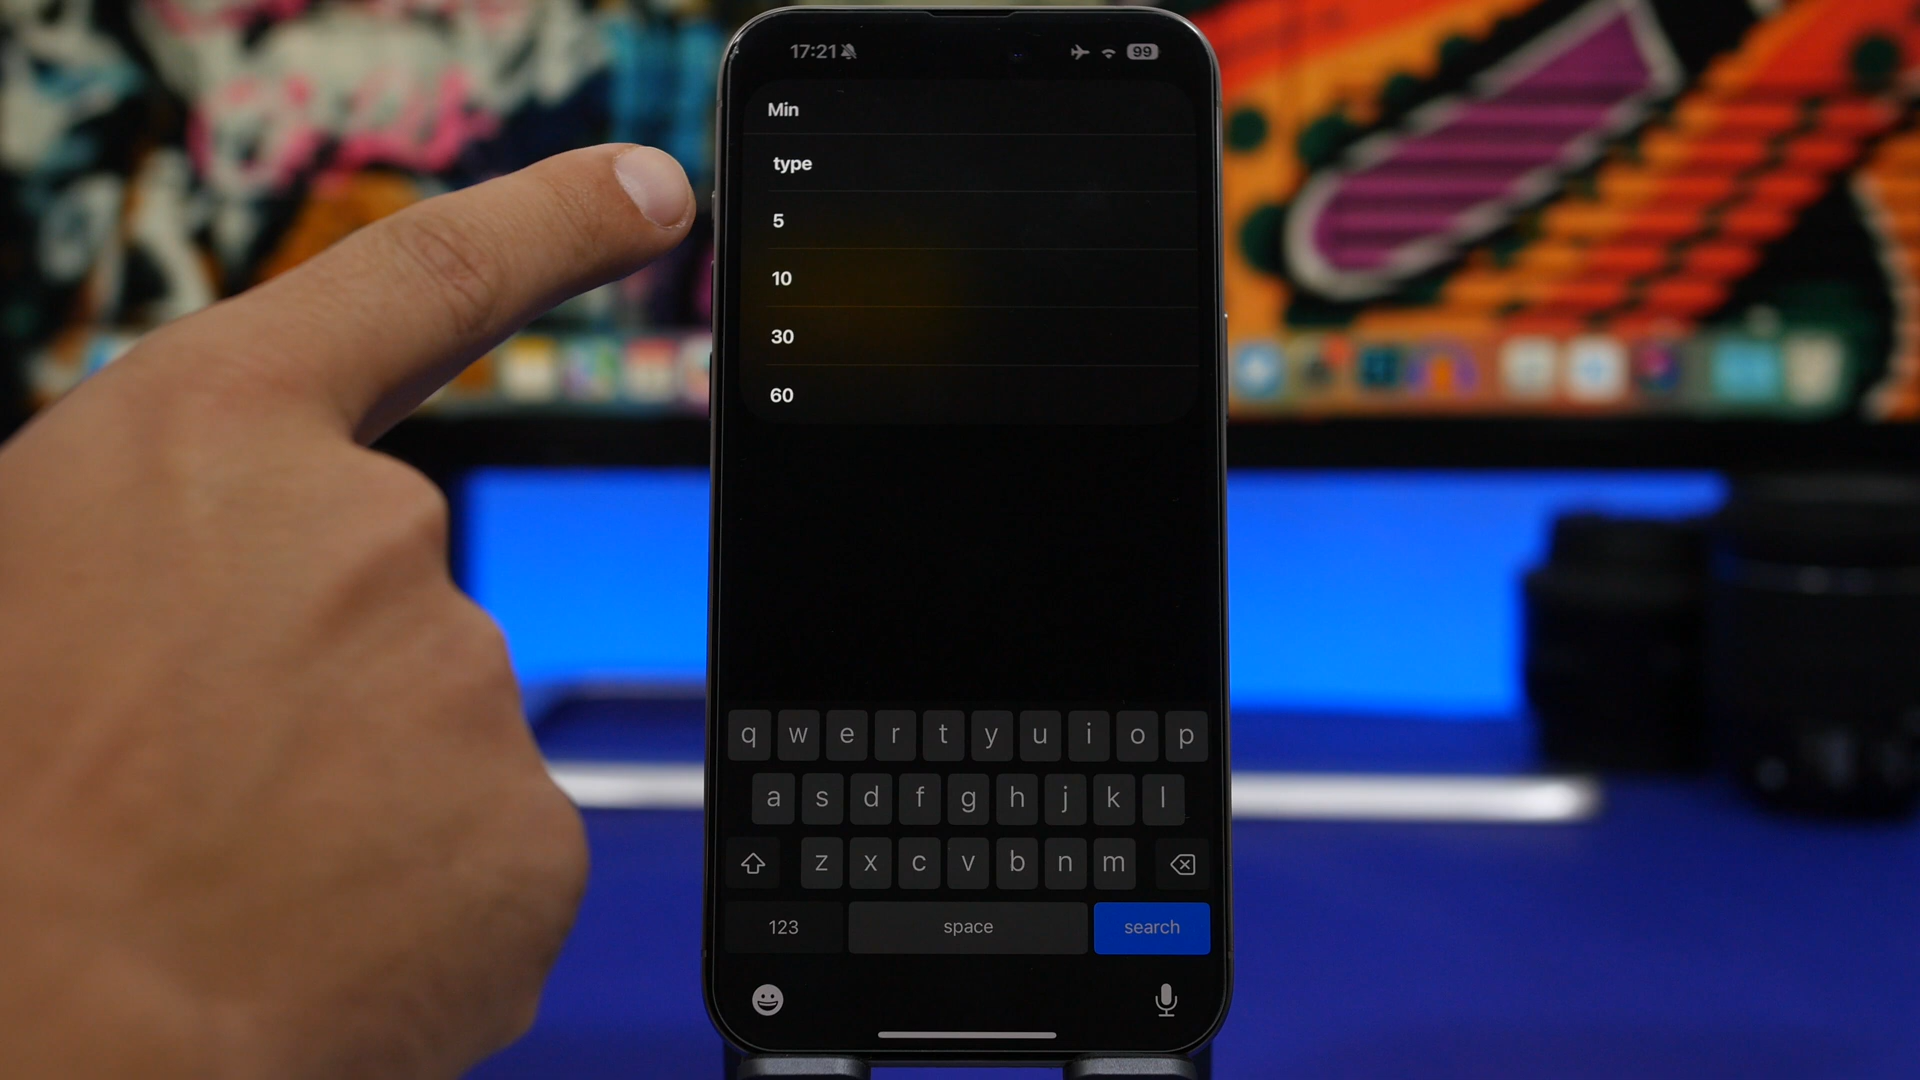 17:21 99
Min
type
5
10
30
60
q w e r t y u i o p
a s d f g h j k l
z x c v b n m
123 space search